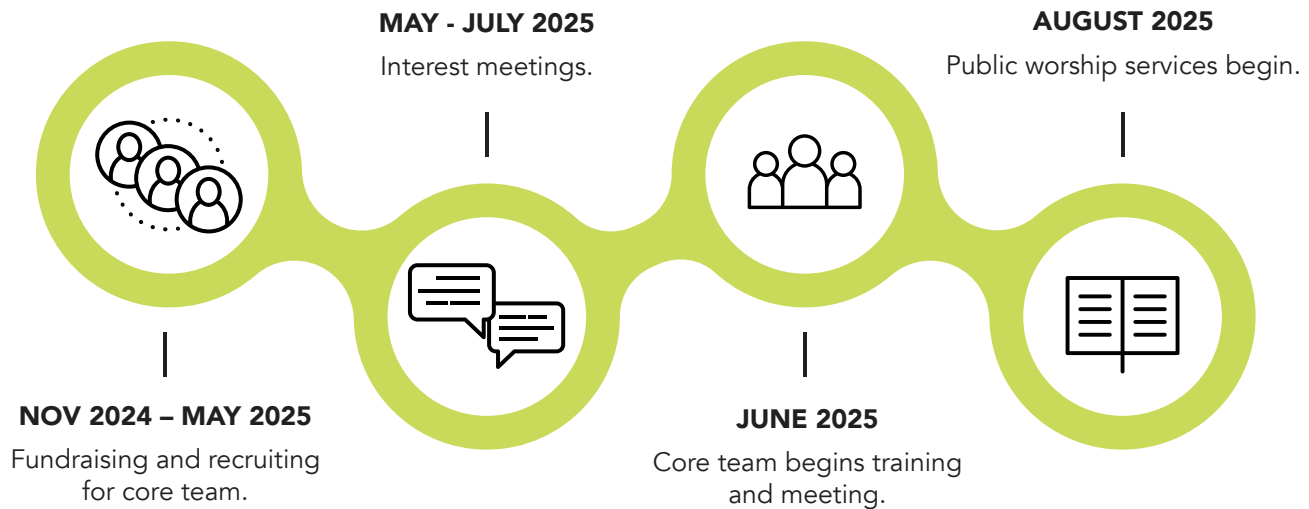 NOV 2024 – MAY 2025
Fundraising and recruiting
for core team.
MAY - JULY 2025
Interest meetings.
JUNE 2025
Core team begins training
and meeting.
AUGUST 2025
Public worship services begin.